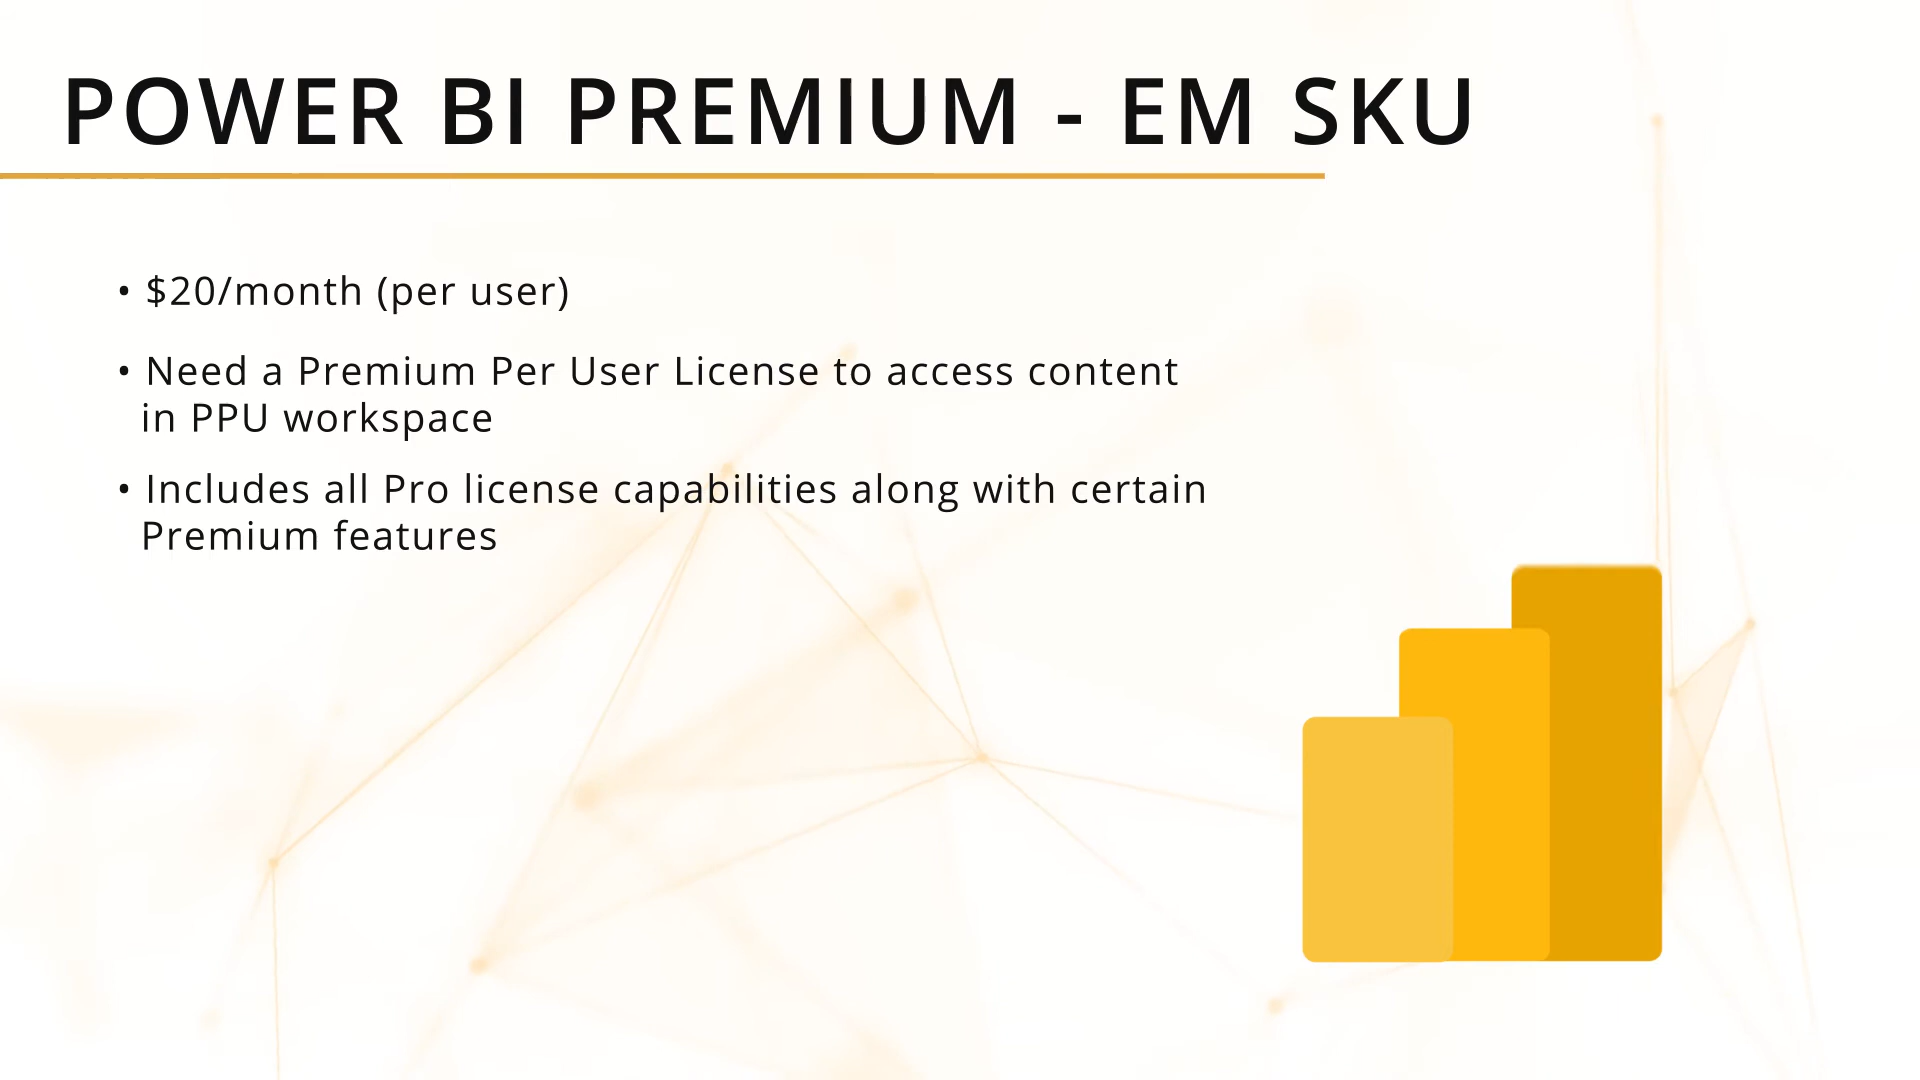 POWER BI PREMIUM - EM SKU
• $20/month (per user)
• Need a Premium Per User License to access content
in PPU workspace
• Includes all Pro license capabilities along with certain
Premium features